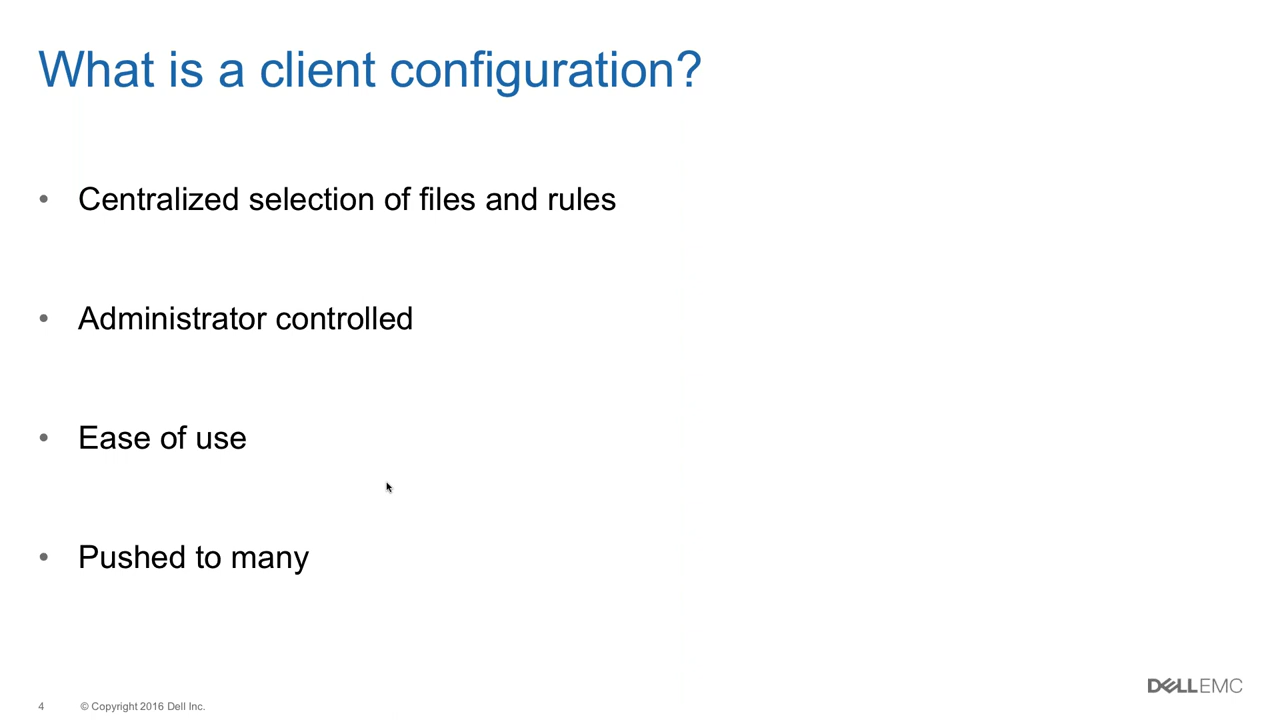 What is a client configuration?
• Centralized selection of files and rules
• Administrator controlled
• Ease of use
• Pushed to many
4 © Copyright 2016 Dell Inc.
DELLEMC